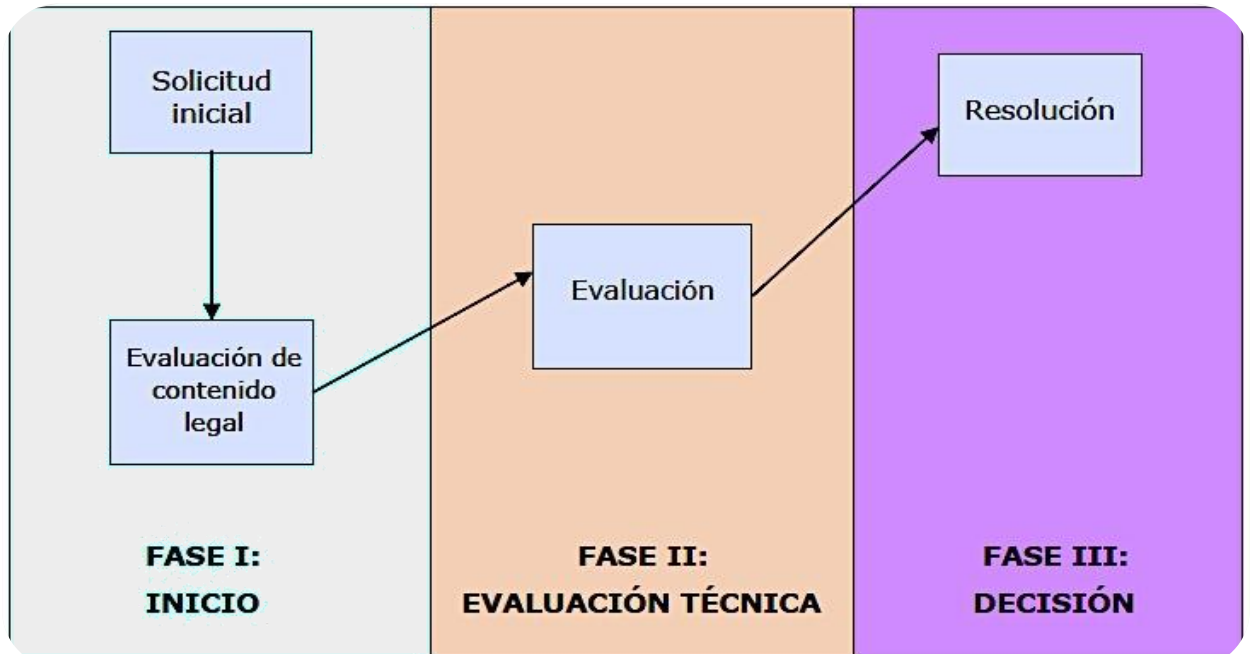 Solicitud
inicial
Evaluación de
contenido
legal
FASE I:
INICIO
Evaluación
FASE II:
EVALUACIÓN TÉCNICA
Resolución
FASE III:
DECISIÓN